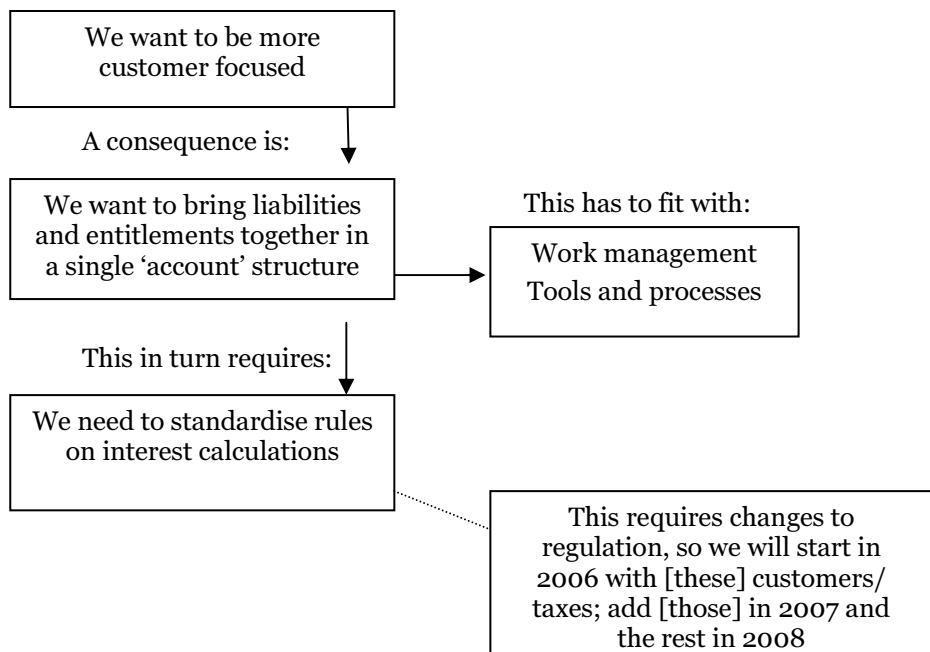 We want to be more
customer focused
A consequence is:
We want to bring liabilities
and entitlements together in
a single ‘account’ structure
This has to fit with:
Work management
Tools and processes
This in turn requires:
We need to standardise rules
on interest calculations
This requires changes to
regulation, so we will start in
2006 with [these] customers/
taxes; add [those] in 2007 and
the rest in 2008